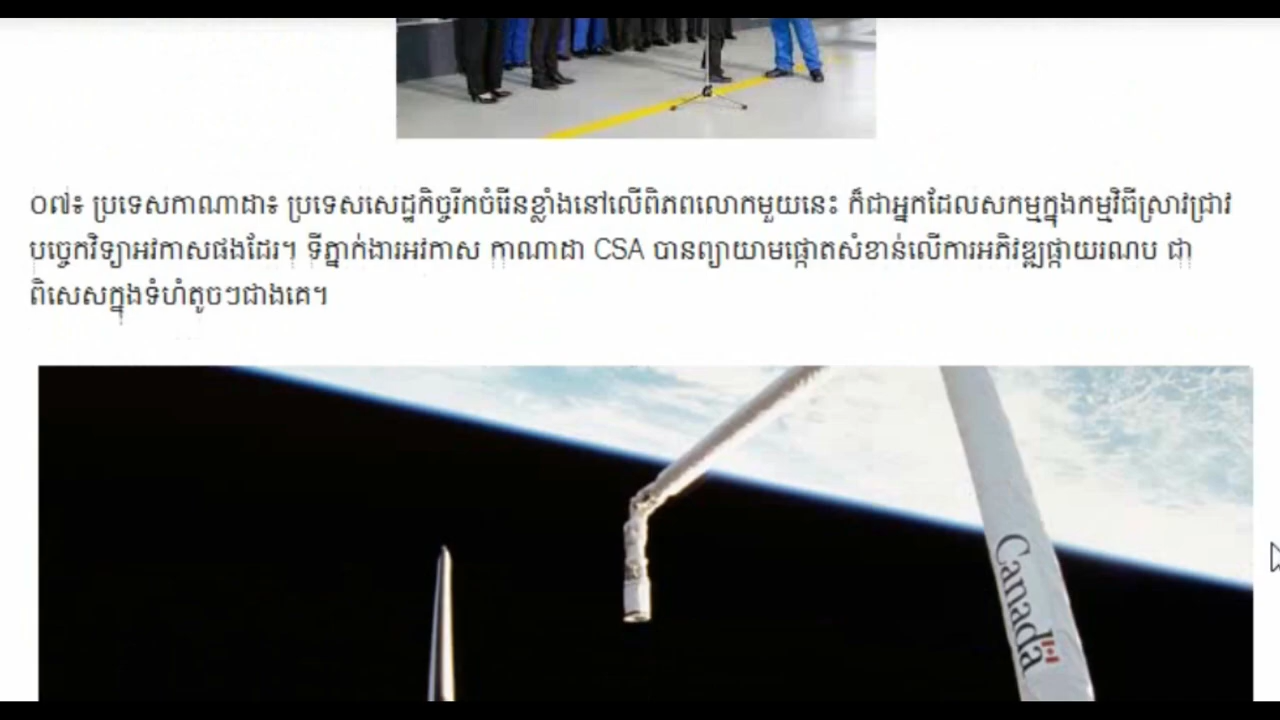 ០៧៖ ប្រទេសកាណាដា៖ ប្រទេសសេដ្ឋកិច្ចរីកចំរើនខ្លាំងនៅលើពិភពលោកមួយនេះ ក៏ជាអ្នកដែលសកម្មក្នុងកម្មវិធីស្រាវជ្រាវ
បច្ចេកវិទ្យាអវកាសផងដែរ។ ទីភ្នាក់ងារអវកាស កាណាដា CSA បានព្យាយាមផ្តោតសំខាន់លើការអភិវឌ្ឍផ្កាយរណប ជា
ពិសេសក្នុងទំហំតូចៗជាងគេ។
Canada